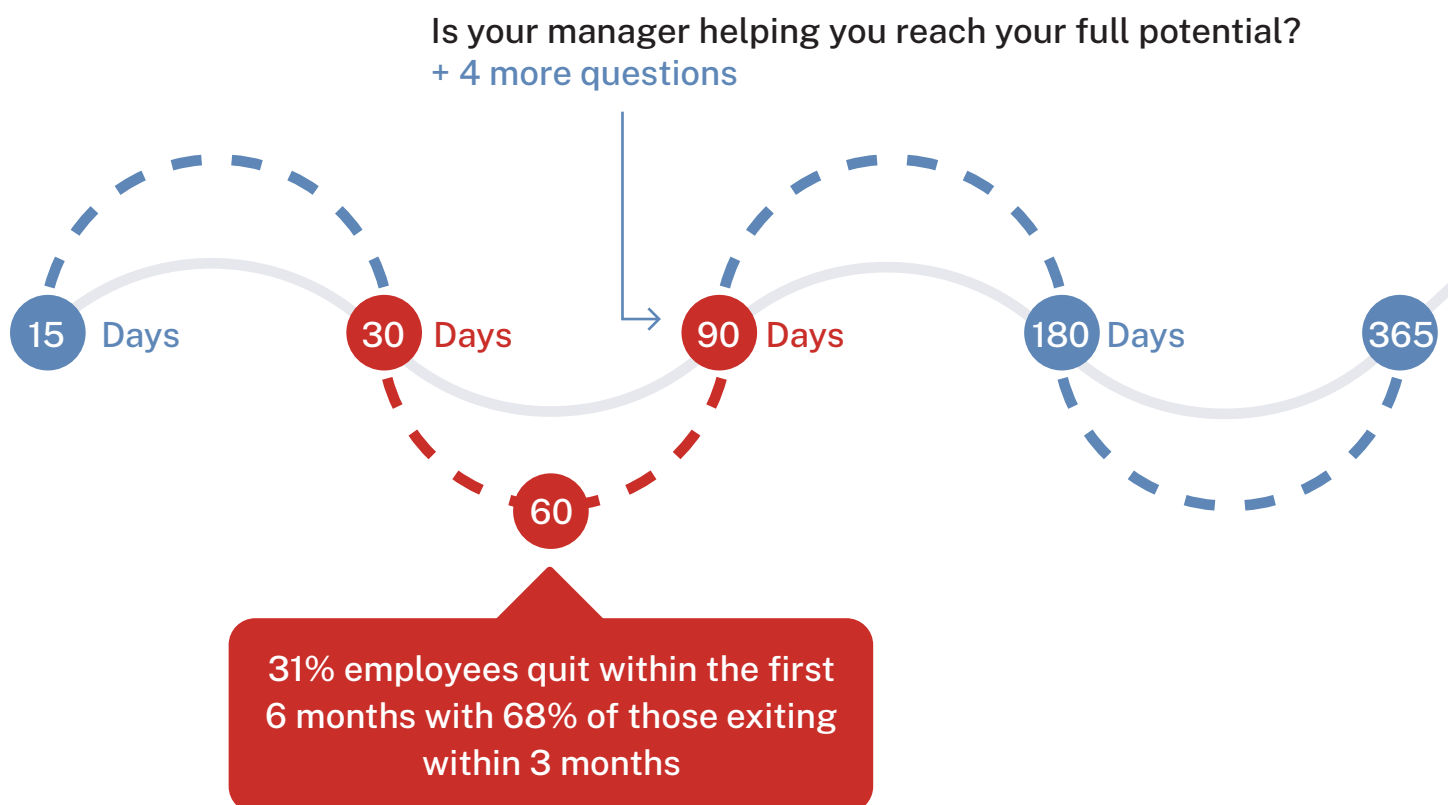 Is your manager helping you reach your full potential?
+ 4 more questions
15 Days
30 Days
90 Days
180 Days
365
60
31% employees quit within the first
6 months with 68% of those exiting
within 3 months